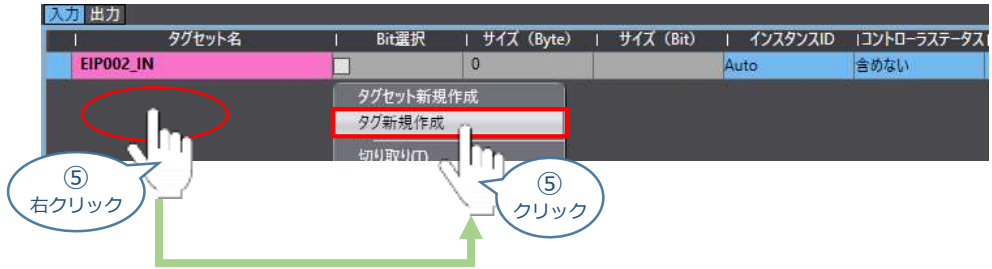 入力 出力
タグセット名 Bit選択 サイズ (Byte) サイズ (Bit) インスタンスID コントローラステータス
EIP002_IN 0 Auto 含めない
タグセット新規作成
タグ新規作成
切り取り(T)
⑤
右クリック
⑤
クリック